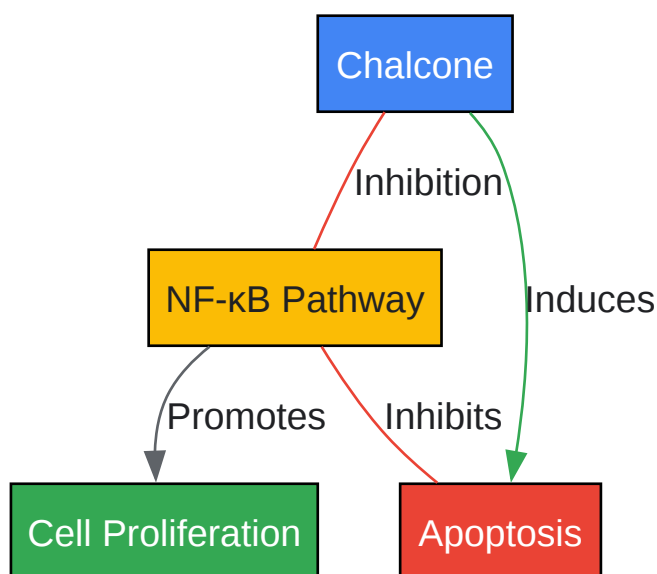 Chalcone
Inhibition
NF-κB Pathway
Induces
Promotes
Inhibits
Cell Proliferation
Apoptosis